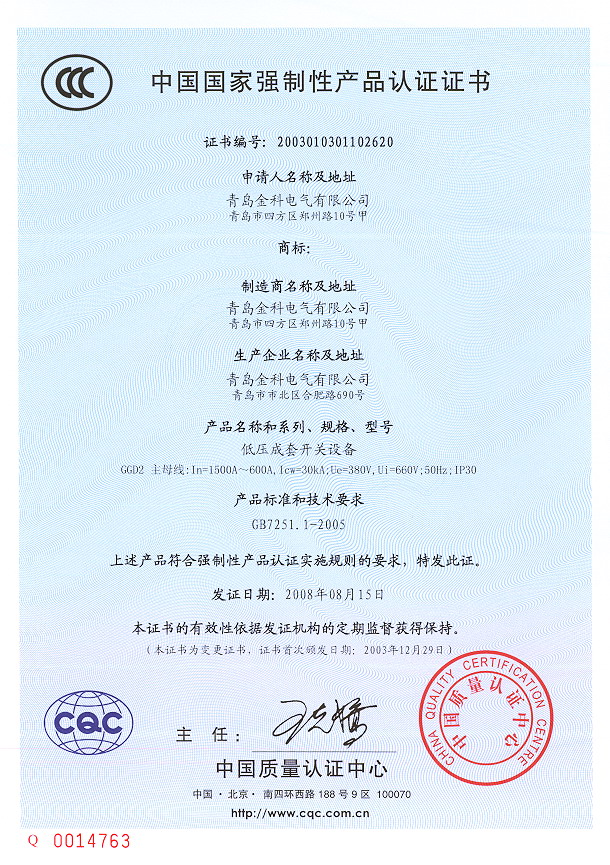 中国国家强制性产品认证证书
证书编号: 2003010301102620
申请人名称及地址
青岛金科电气有限公司
青岛市四方区郑州路10号甲
商标:
制造商名称及地址
青岛金科电气有限公司
青岛市四方区郑州路10号甲
生产企业名称及地址
青岛金科电气有限公司
青岛市市北区合肥路690号
产品名称和系列、规格、型号
低压成套开关设备
GGD2 主母线:In=1500A～600A,Icw=30kA;Ue=380V,Ui=660V;50Hz;IP30
产品标准和技术要求
GB7251.1-2005
上述产品符合强制性产品认证实施规则的要求，特发此证。
发证日期: 2008年08月15日
本证书的有效性依据发证机构的定期监督获得保持。
(本证书为变更证书，证书首次颁发日期: 2003年12月29日)
CHINA QUALITY CERTIFICATION CENTRE
中国质量认证中心
CQC
主 任:
中国质量认证中心
中国·北京·南四环西路188号9区 100070
http://www.cqc.com.cn
Q 0014763